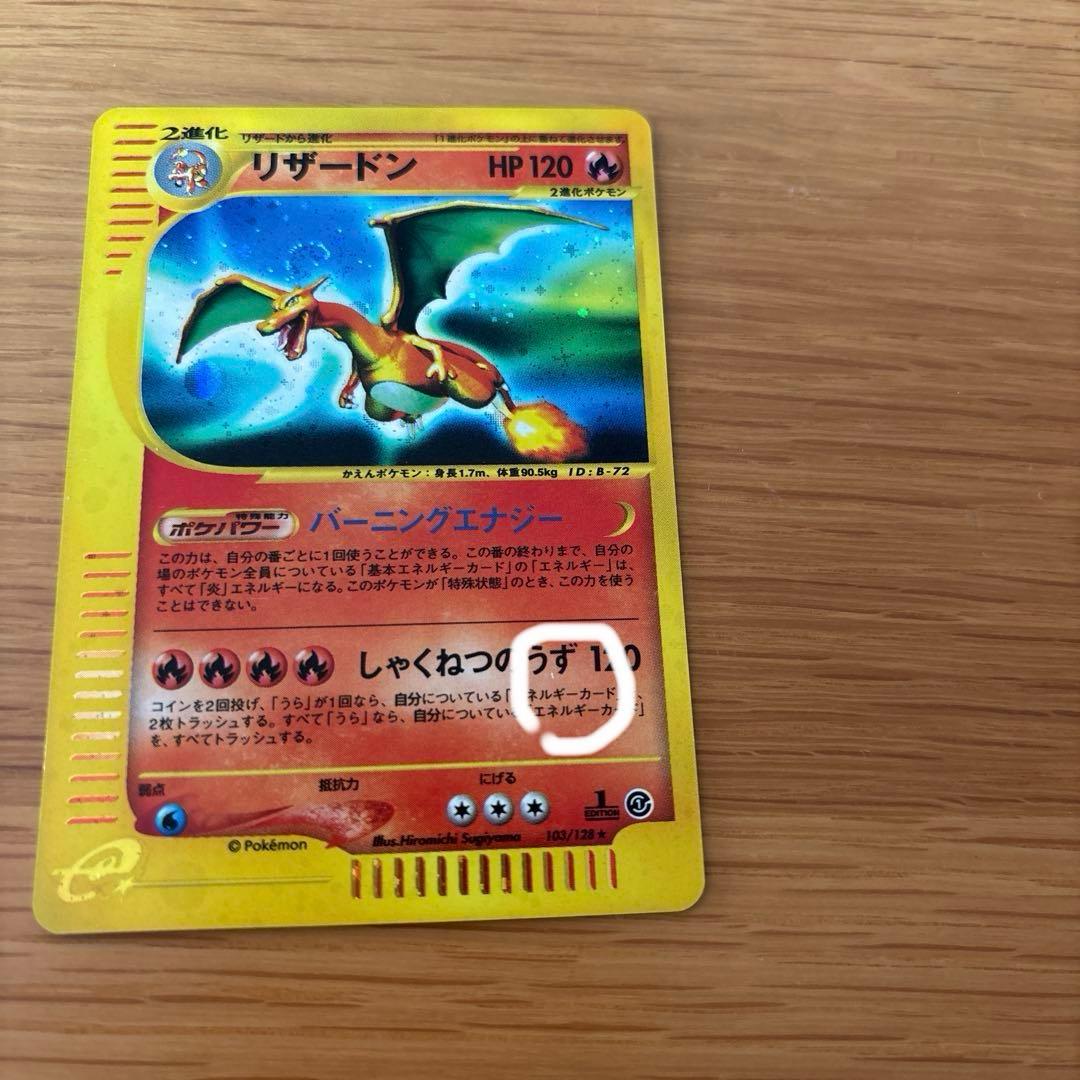 2進化 リザードから進化 「1進化ポケモン」の上に重ねて進化させます。
リザードン HP 120
2進化ポケモン
かえんポケモン：身長1.7m、体重90.5kg ID:B-72
特殊能力
ポケパワー バーニングエナジー
この力は、自分の番ごとに1回使うことができる。この番の終わりまで、自分の
場のポケモン全員についている「基本エネルギーカード」の「エネルギー」は、
すべて「炎」エネルギーになる。このポケモンが「特殊状態」のとき、この力を使う
ことはできない。
しゃくねつのうず 120
コインを2回投げ、「うら」が1回なら、自分についている「エネルギーカード」を、
2枚トラッシュする。すべて「うら」なら、自分についている「エネルギーカード」
を、すべてトラッシュする。
弱点 抵抗力 にげる
1
EDITION
©Pokémon Illus.Hiromichi Sugiyama 103/128 ★
e